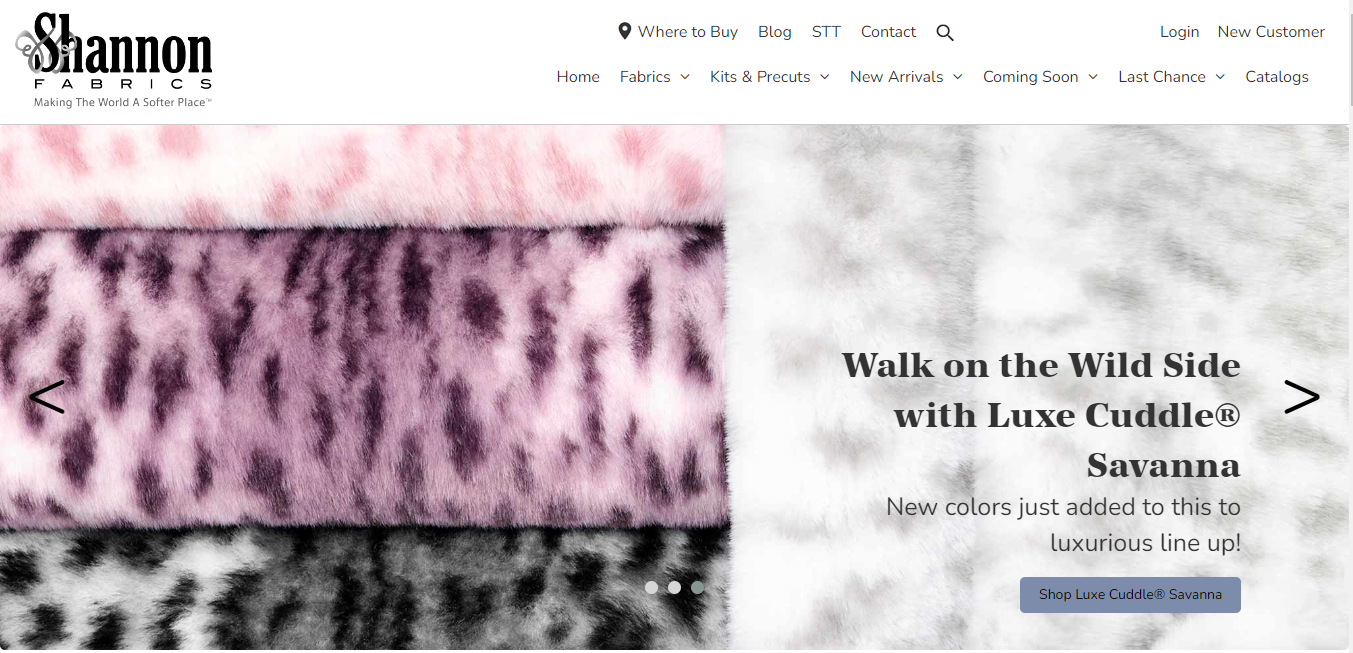 Shannon
FABRICS
Making The World A Softer Place™
Where to Buy Blog STT Contact
Login New Customer
Home Fabrics Kits & Precuts New Arrivals Coming Soon Last Chance Catalogs
Walk on the Wild Side
with Luxe Cuddle®
Savanna
New colors just added to this to
luxurious line up!
Shop Luxe Cuddle® Savanna